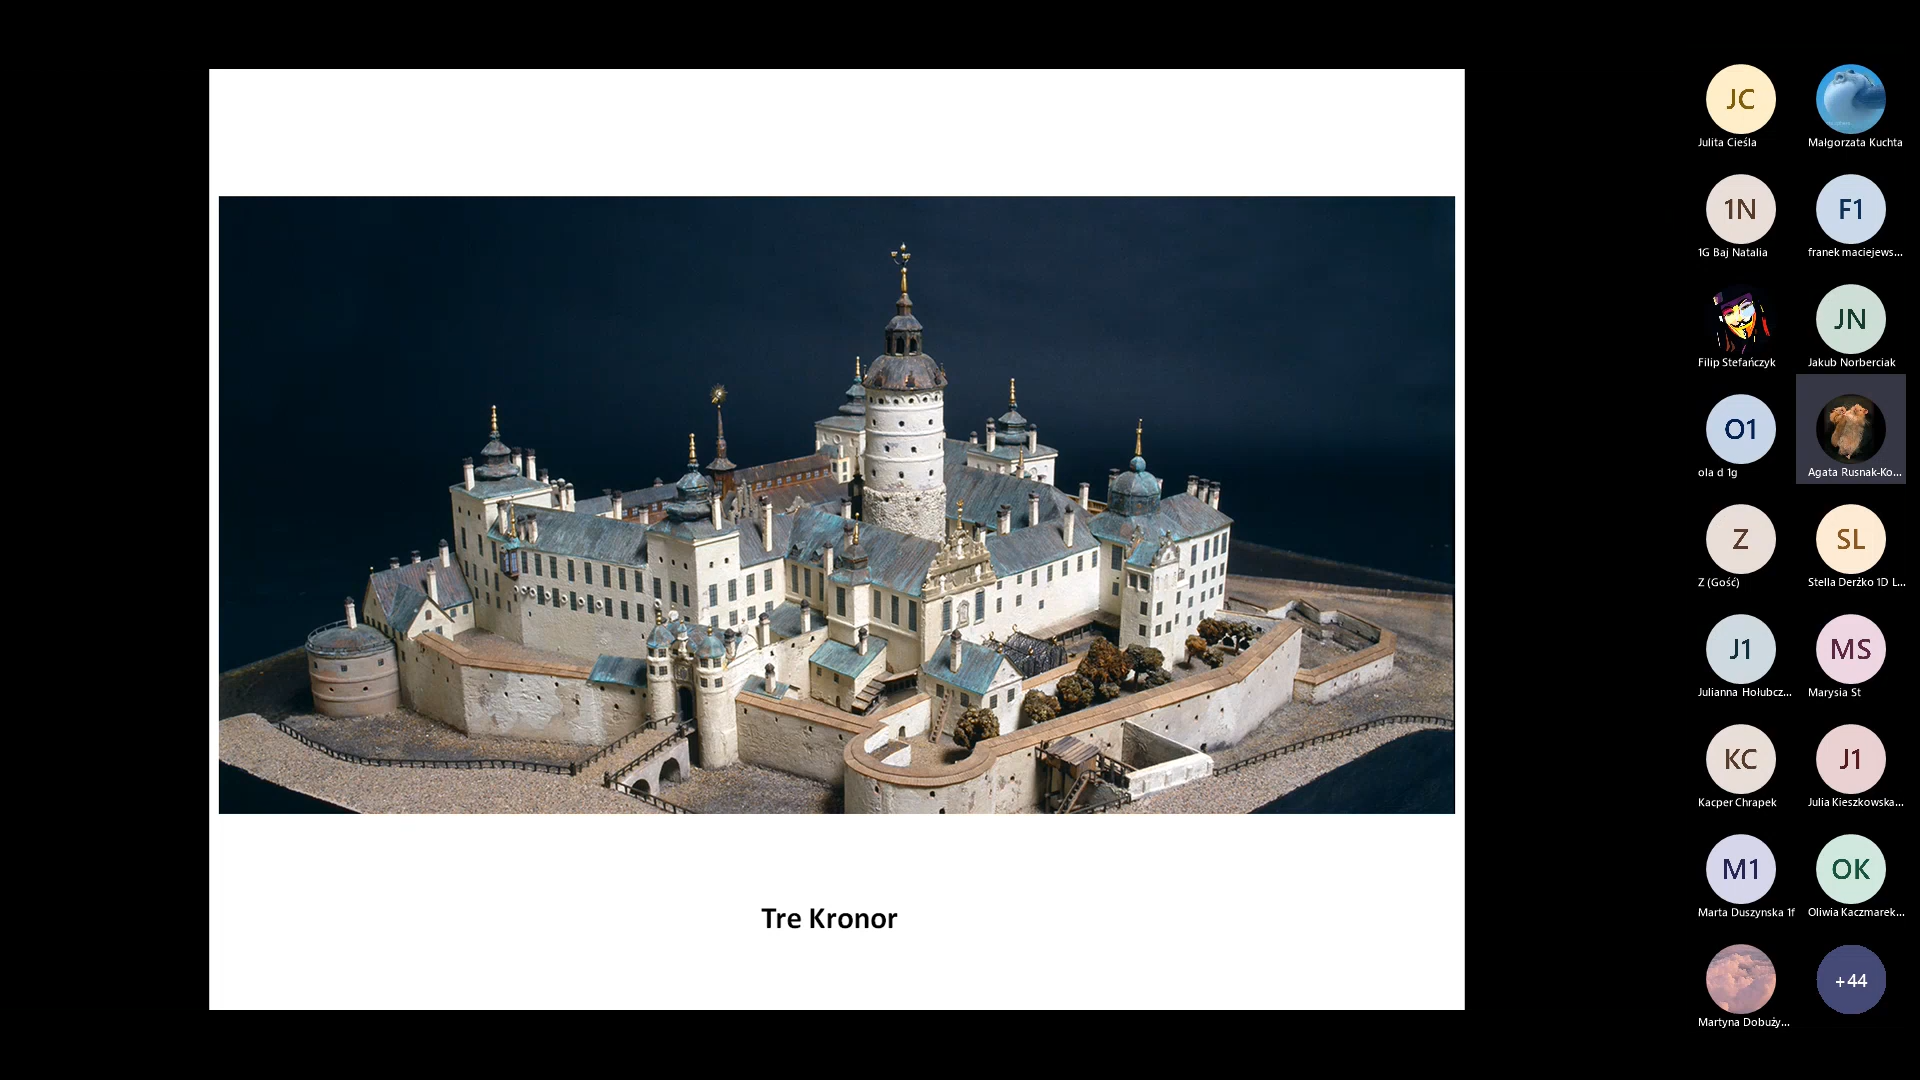 Tre Kronor
JC
Julita Cieśla
Małgorzata Kuchta
1N
1G Baj Natalia
F1
franek maciejews...
Filip Stefańczyk
JN
Jakub Norberciak
O1
ola d 1g
Agata Rusnak-Ko...
Z
Z (Gość)
SL
Stella Derżko 1D L...
J1
Julianna Hołubcz...
MS
Marysia St
KC
Kacper Chrapek
J1
Julia Kieszkowska...
M1
Marta Duszynska 1f
OK
Oliwia Kaczmarek...
Martyna Dobuży...
+44